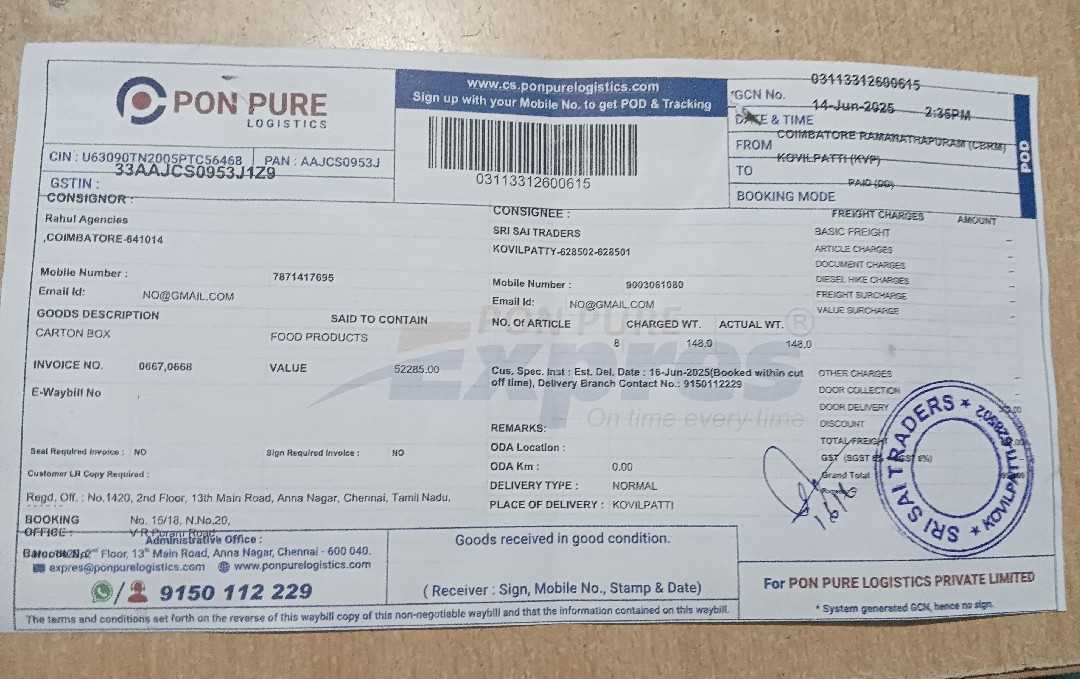 PON PURE
LOGISTICS
www.cs.ponpurelogistics.com
Sign up with your Mobile No. to get POD & Tracking
03113312600615
GCN No. 03113312600615
DATE & TIME 14-Jun-2025 2:35PM
FROM COIMBATORE RAMANATHAPURAM (CBRM)
TO KOVILPATTI (KVP)
BOOKING MODE PAID (DD)
POD
CIN : U63090TN2005PTC56468 PAN : AAJCS0953J
GSTIN : 33AAJCS0953J1Z9
CONSIGNOR :
Rahul Agencies
,COIMBATORE-641014
Mobile Number : 7871417695
Email Id: NO@GMAIL.COM
CONSIGNEE :
SRI SAI TRADERS
KOVILPATTY-628502-628501
Mobile Number : 9003061080
Email Id: NO@GMAIL.COM
FREIGHT CHARGES AMOUNT
BASIC FREIGHT –
ARTICLE CHARGES –
DOCUMENT CHARGES –
DIESEL HIKE CHARGES –
FREIGHT SURCHARGE –
VALUE SURCHARGE –
GOODS DESCRIPTION SAID TO CONTAIN
CARTON BOX FOOD PRODUCTS
NO. Of ARTICLE CHARGED WT. ACTUAL WT.
8 148.0 148.0
INVOICE NO. 0667,0668 VALUE 52285.00
E-Waybill No
Cus. Spec. Inst : Est. Del. Date : 16-Jun-2025(Booked within cut
off time), Delivery Branch Contact No.: 9150112229
PON PURE
Expres ®
On time every time
OTHER CHARGES –
DOOR COLLECTION –
DOOR DELIVERY
DISCOUNT
TOTAL FREIGHT
GST (SGST
Grand Total
REMARKS:
ODA Location :
ODA Km : 0.00
DELIVERY TYPE : NORMAL
PLACE OF DELIVERY : KOVILPATTI
Seal Required Invoice : NO Sign Required Invoice : NO
Customer LR Copy Required :
Regd. Off. : No.1420, 2nd Floor, 13th Main Road, Anna Nagar, Chennai, Tamil Nadu,
BOOKING OFFICE : No. 15/18, N.No.20,
V R Puram Road
Administrative Office :
2nd Floor, 13th Main Road, Anna Nagar, Chennai - 600 040.
expres@ponpurelogistics.com www.ponpurelogistics.com
9150 112 229
Goods received in good condition.
( Receiver : Sign, Mobile No., Stamp & Date)
SRI SAI TRADERS
* KOVILPATTI 628502 *
For PON PURE LOGISTICS PRIVATE LIMITED
* System generated GCN, hence no sign.
The terms and conditions set forth on the reverse of this waybill copy of this non-negotiable waybill and that the information contained on this waybill.